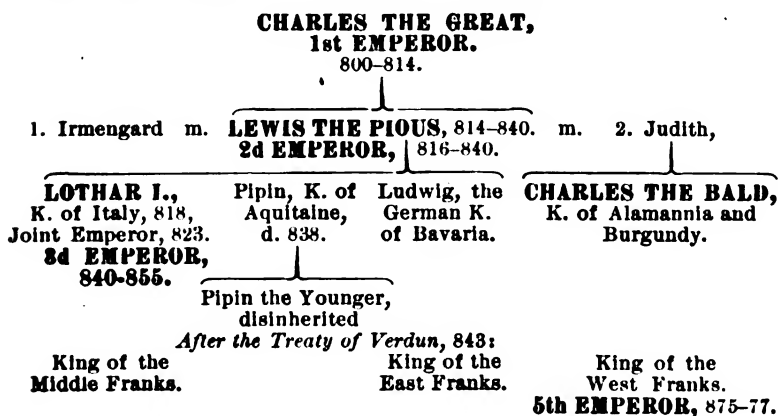 CHARLES THE GREAT,
1st EMPEROR.
800–814.
1. Irmengard m. LEWIS THE PIOUS, 814–840. m. 2. Judith,
2d EMPEROR, 816–840.
LOTHAR I.,
K. of Italy, 818,
Joint Emperor, 823.
3d EMPEROR,
840-855.
Pipin, K. of
Aquitaine,
d. 838.
Ludwig, the
German K.
of Bavaria.
CHARLES THE BALD,
K. of Alamannia and
Burgundy.
Pipin the Younger,
disinherited
After the Treaty of Verdun, 843:
King of the
Middle Franks.
King of the
East Franks.
King of the
West Franks.
5th EMPEROR, 875–77.